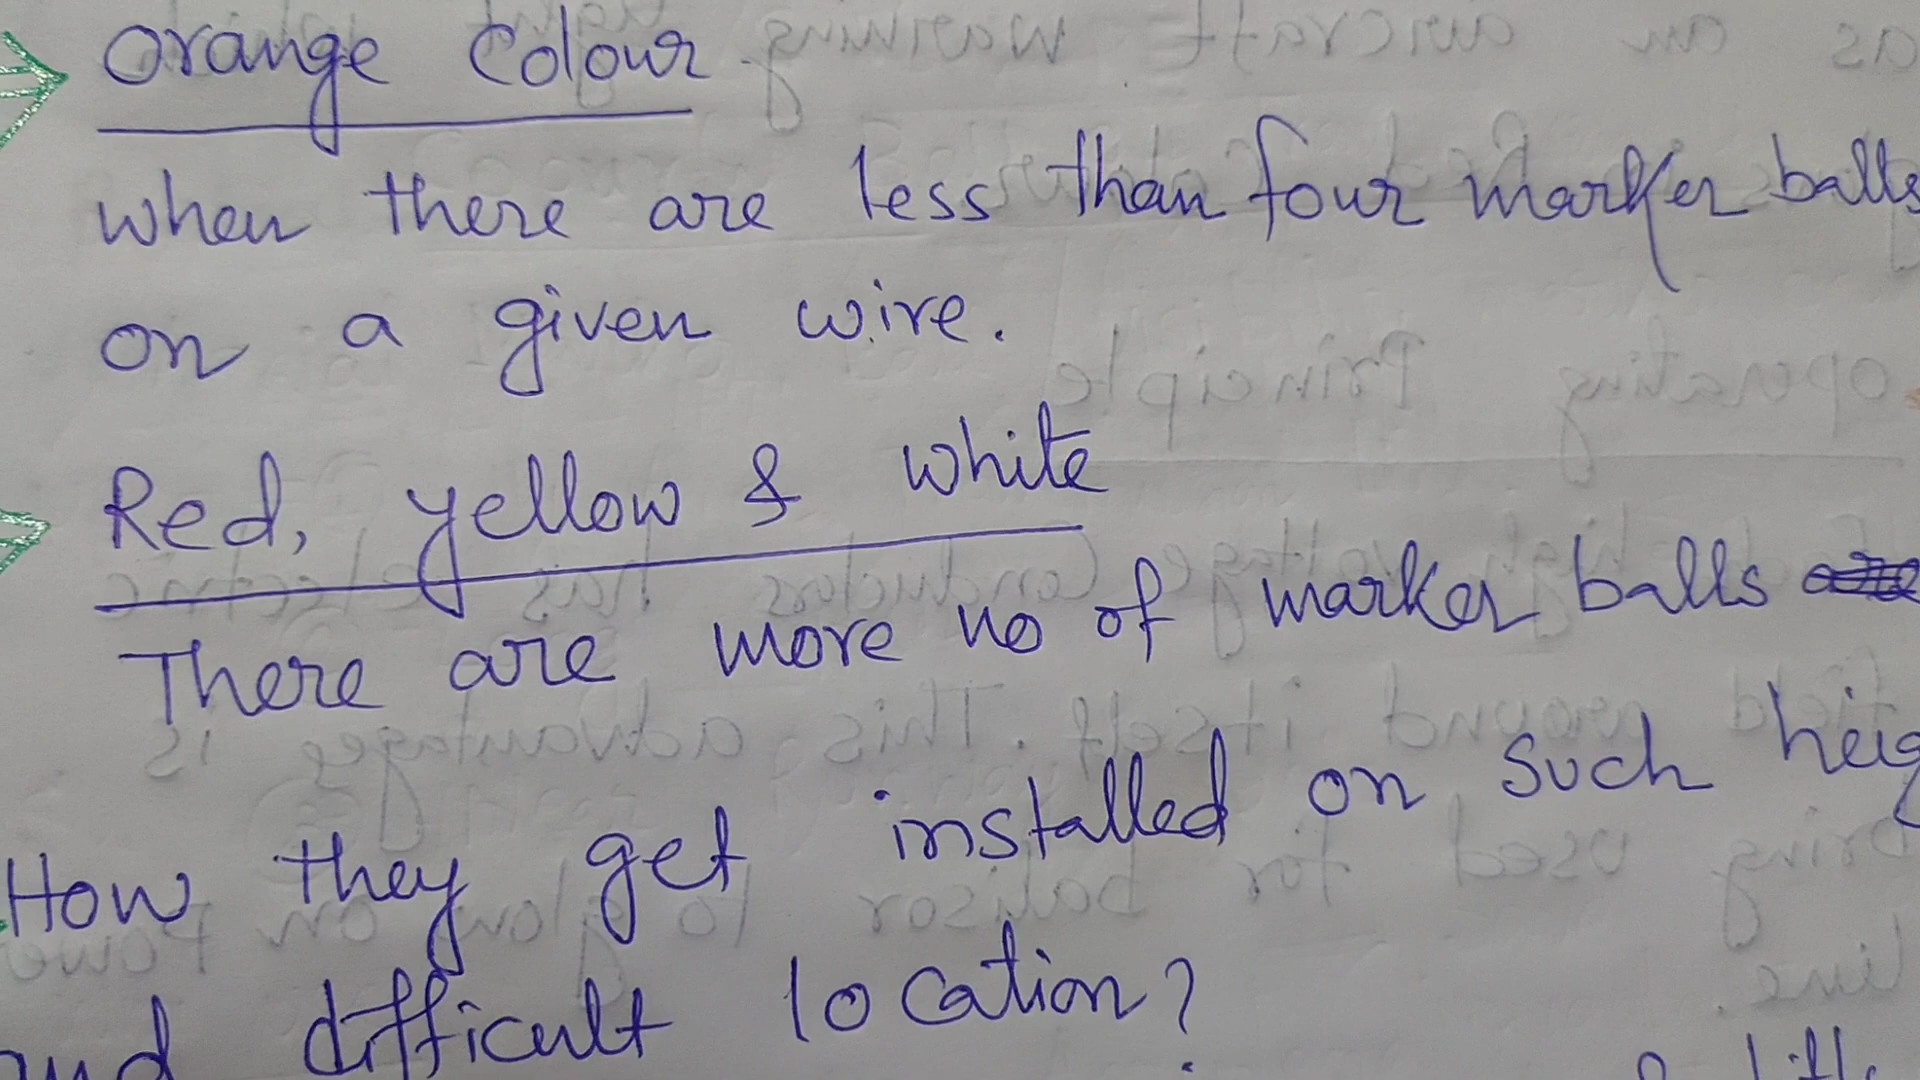 Orange Colour
when there are less than four marker balls
on a given wire.
Red, yellow & white
There are more no of marker balls
How they get installed on such
and difficult location?